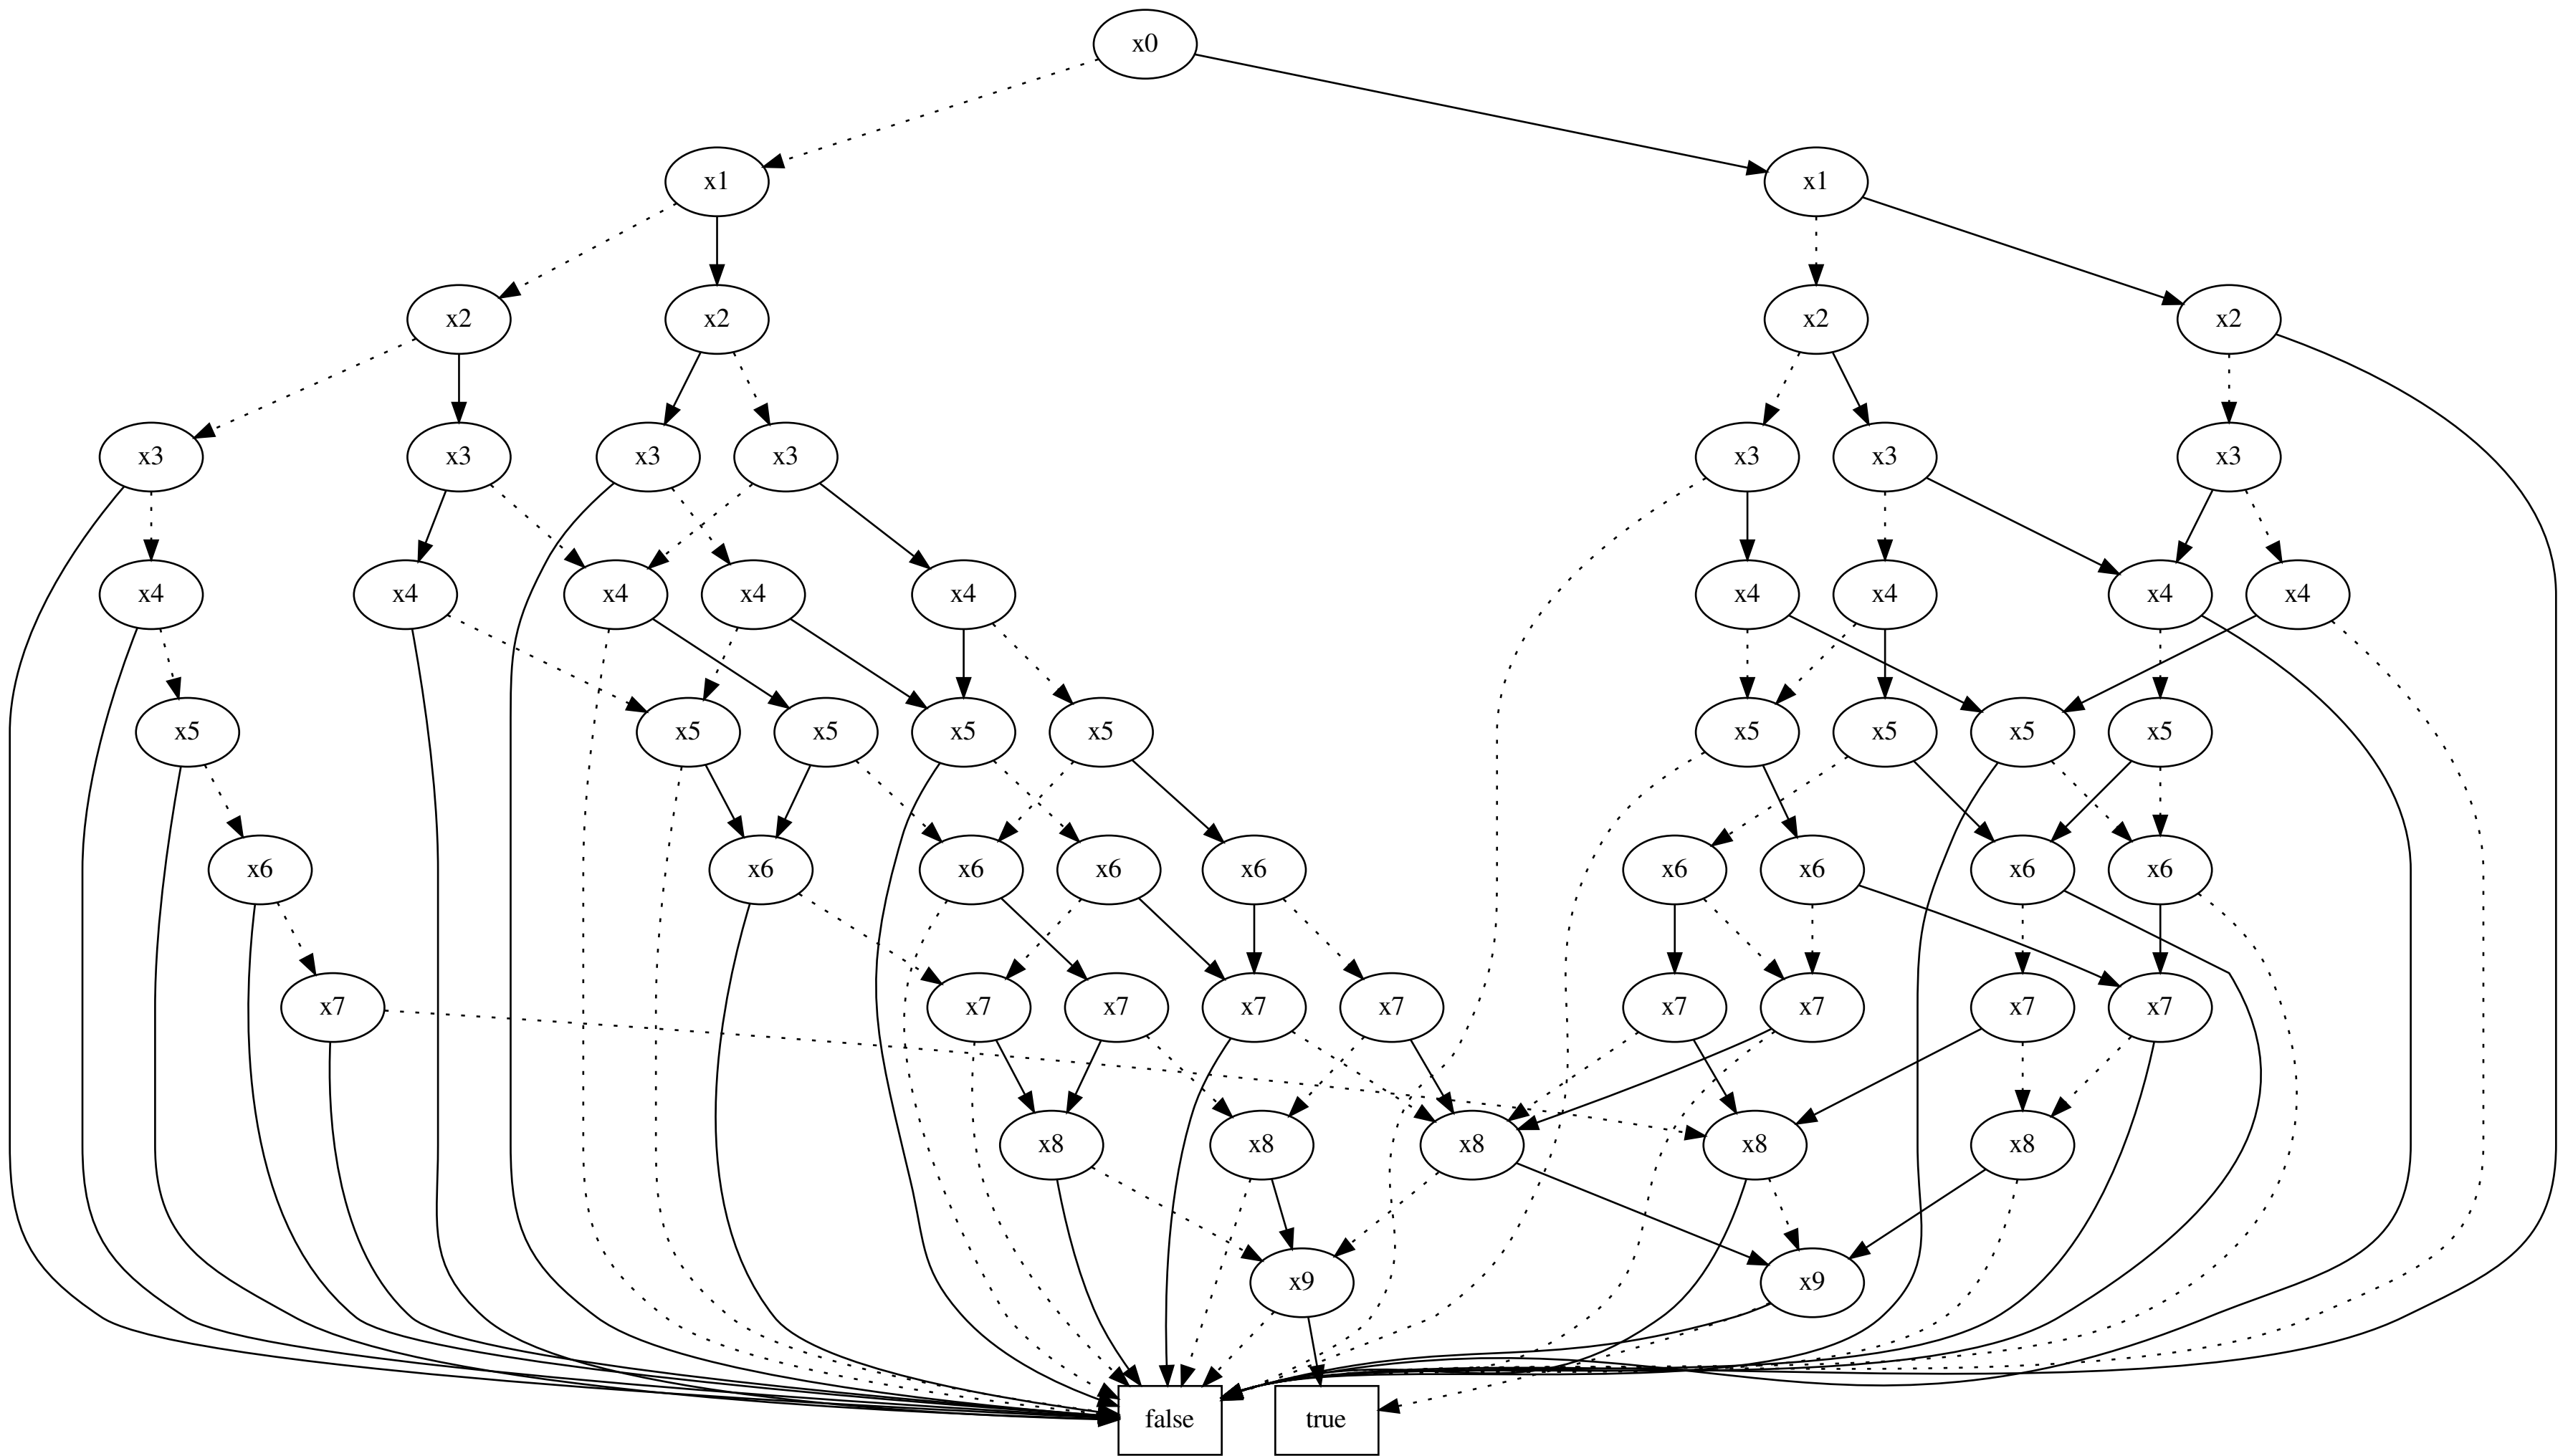 x0
x1 x1
x2 x2 x2 x2
x3 x3 x3 x3 x3 x3 x3
x4 x4 x4 x4 x4 x4 x4 x4 x4
x5 x5 x5 x5 x5 x5 x5 x5 x5
x6 x6 x6 x6 x6 x6 x6 x6 x6
x7 x7 x7 x7 x7 x7 x7 x7 x7
x8 x8 x8 x8 x8
x9 x9
false true